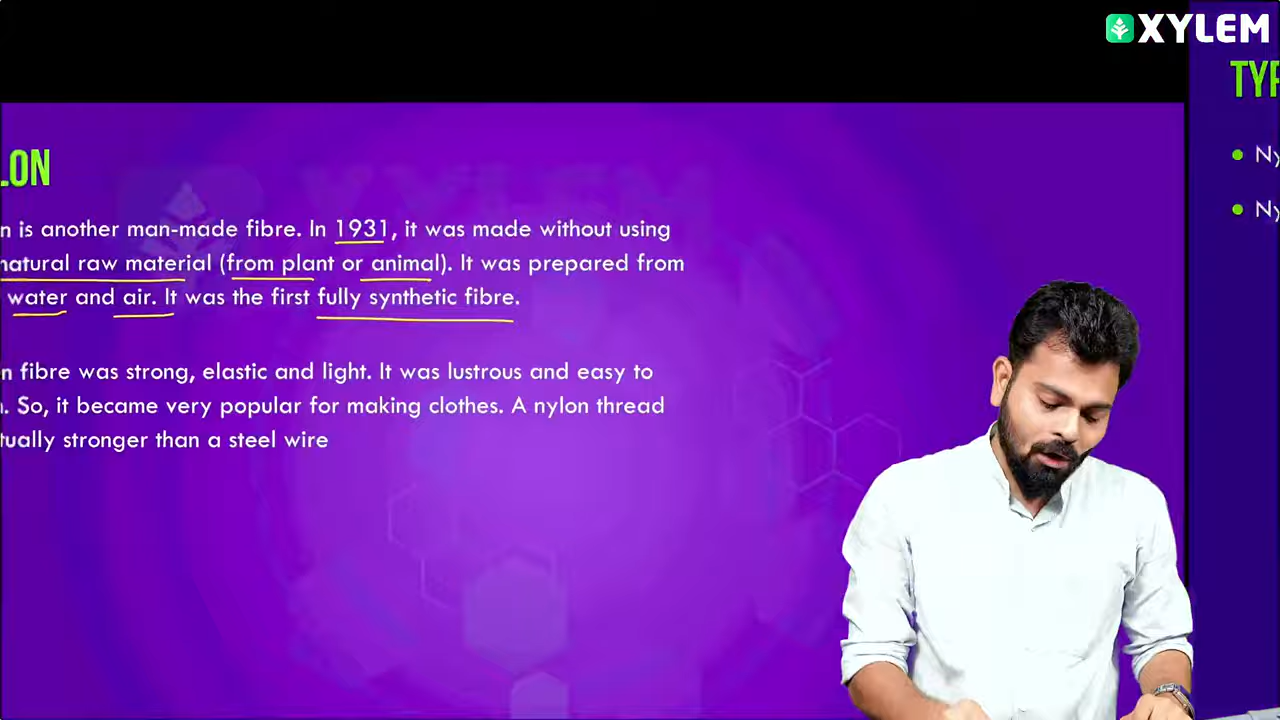 XYLEM
TYP
LON
n is another man-made fibre. In 1931, it was made without using
natural raw material (from plant or animal). It was prepared from
water and air. It was the first fully synthetic fibre.
n fibre was strong, elastic and light. It was lustrous and easy to
. So, it became very popular for making clothes. A nylon thread
tually stronger than a steel wire
Ny
Ny